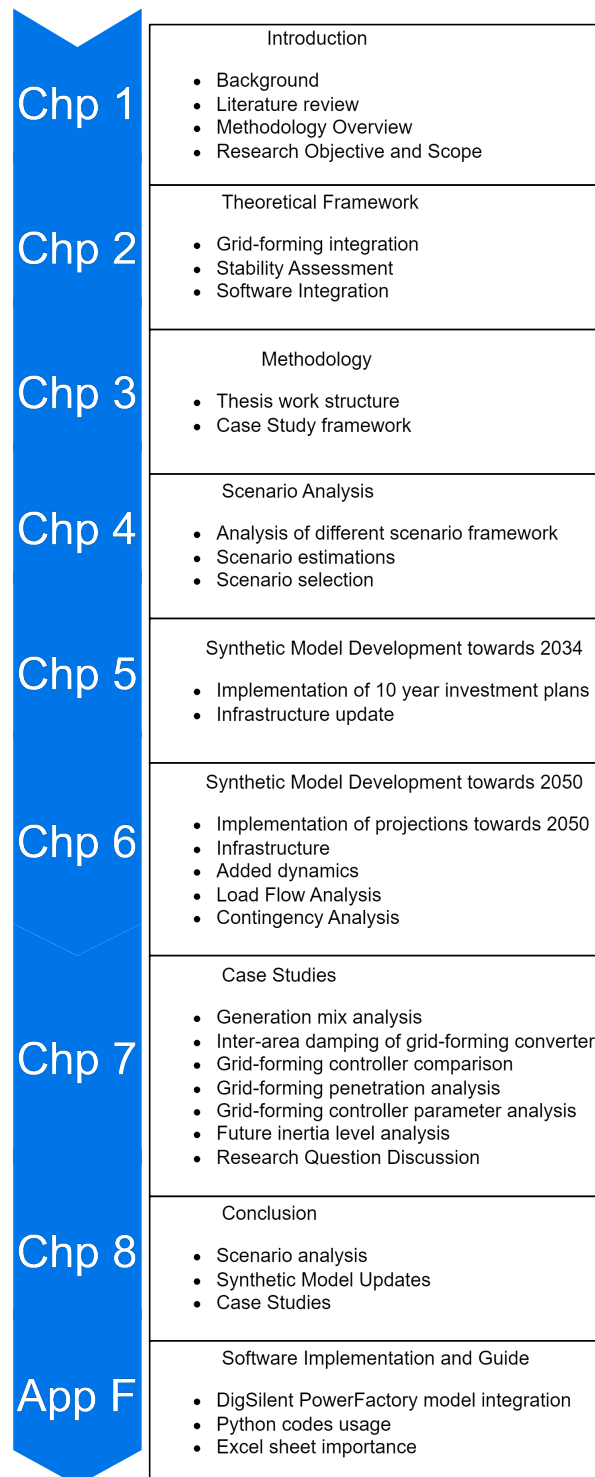 Chp 1
Introduction
• Background
• Literature review
• Methodology Overview
• Research Objective and Scope
Chp 2
Theoretical Framework
• Grid-forming integration
• Stability Assessment
• Software Integration
Chp 3
Methodology
• Thesis work structure
• Case Study framework
Chp 4
Scenario Analysis
• Analysis of different scenario framework
• Scenario estimations
• Scenario selection
Chp 5
Synthetic Model Development towards 2034
• Implementation of 10 year investment plans
• Infrastructure update
Chp 6
Synthetic Model Development towards 2050
• Implementation of projections towards 2050
• Infrastructure
• Added dynamics
• Load Flow Analysis
• Contingency Analysis
Chp 7
Case Studies
• Generation mix analysis
• Inter-area damping of grid-forming converter
• Grid-forming controller comparison
• Grid-forming penetration analysis
• Grid-forming controller parameter analysis
• Future inertia level analysis
• Research Question Discussion
Chp 8
Conclusion
• Scenario analysis
• Synthetic Model Updates
• Case Studies
App F
Software Implementation and Guide
• DigSilent PowerFactory model integration
• Python codes usage
• Excel sheet importance